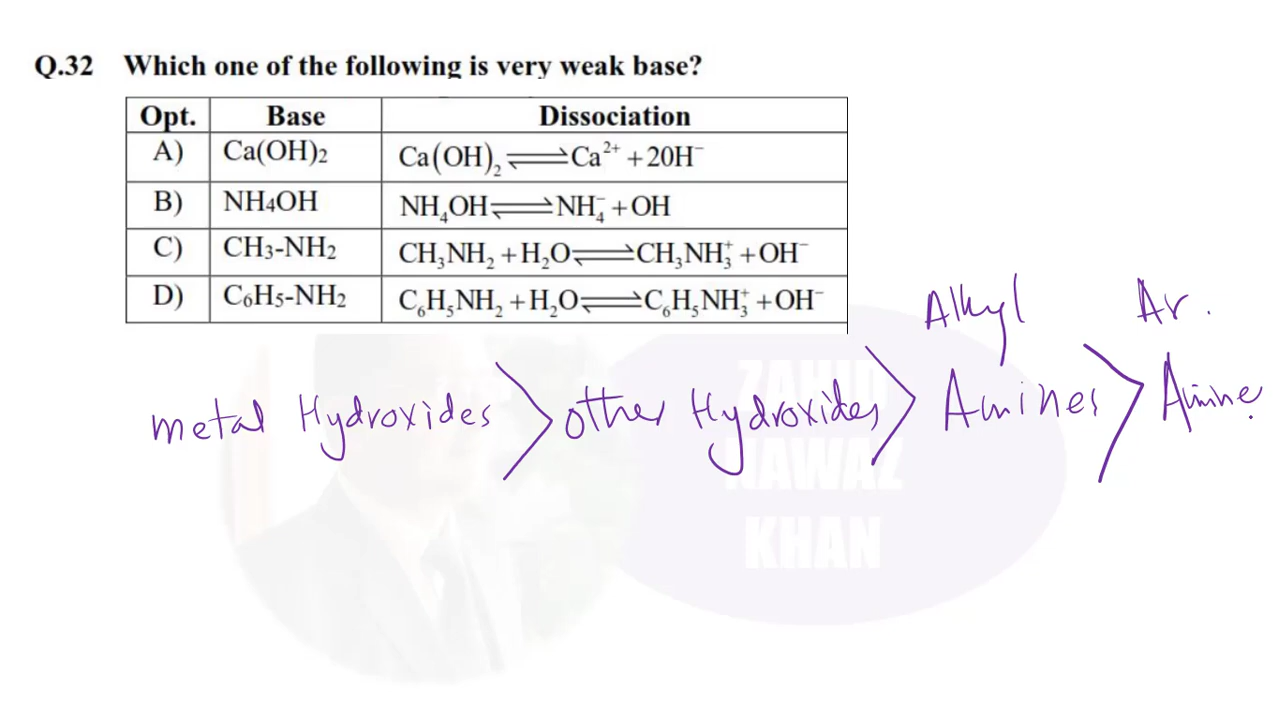 Q.32 Which one of the following is very weak base?
Opt. Base Dissociation
A) Ca(OH)2 Ca(OH)₂ ⇌ Ca²⁺ + 20H⁻
B) NH4OH NH₄OH ⇌ NH₄⁻ + OH
C) CH3-NH2 CH₃NH₂ + H₂O ⇌ CH₃NH₃⁺ + OH⁻
D) C6H5-NH2 C₆H₅NH₂ + H₂O ⇌ C₆H₅NH₃⁺ + OH⁻
Alkyl Ar.
metal Hydroxides > other Hydroxides > Amines > Amine.
ZAHID
NAWAZ
KHAN